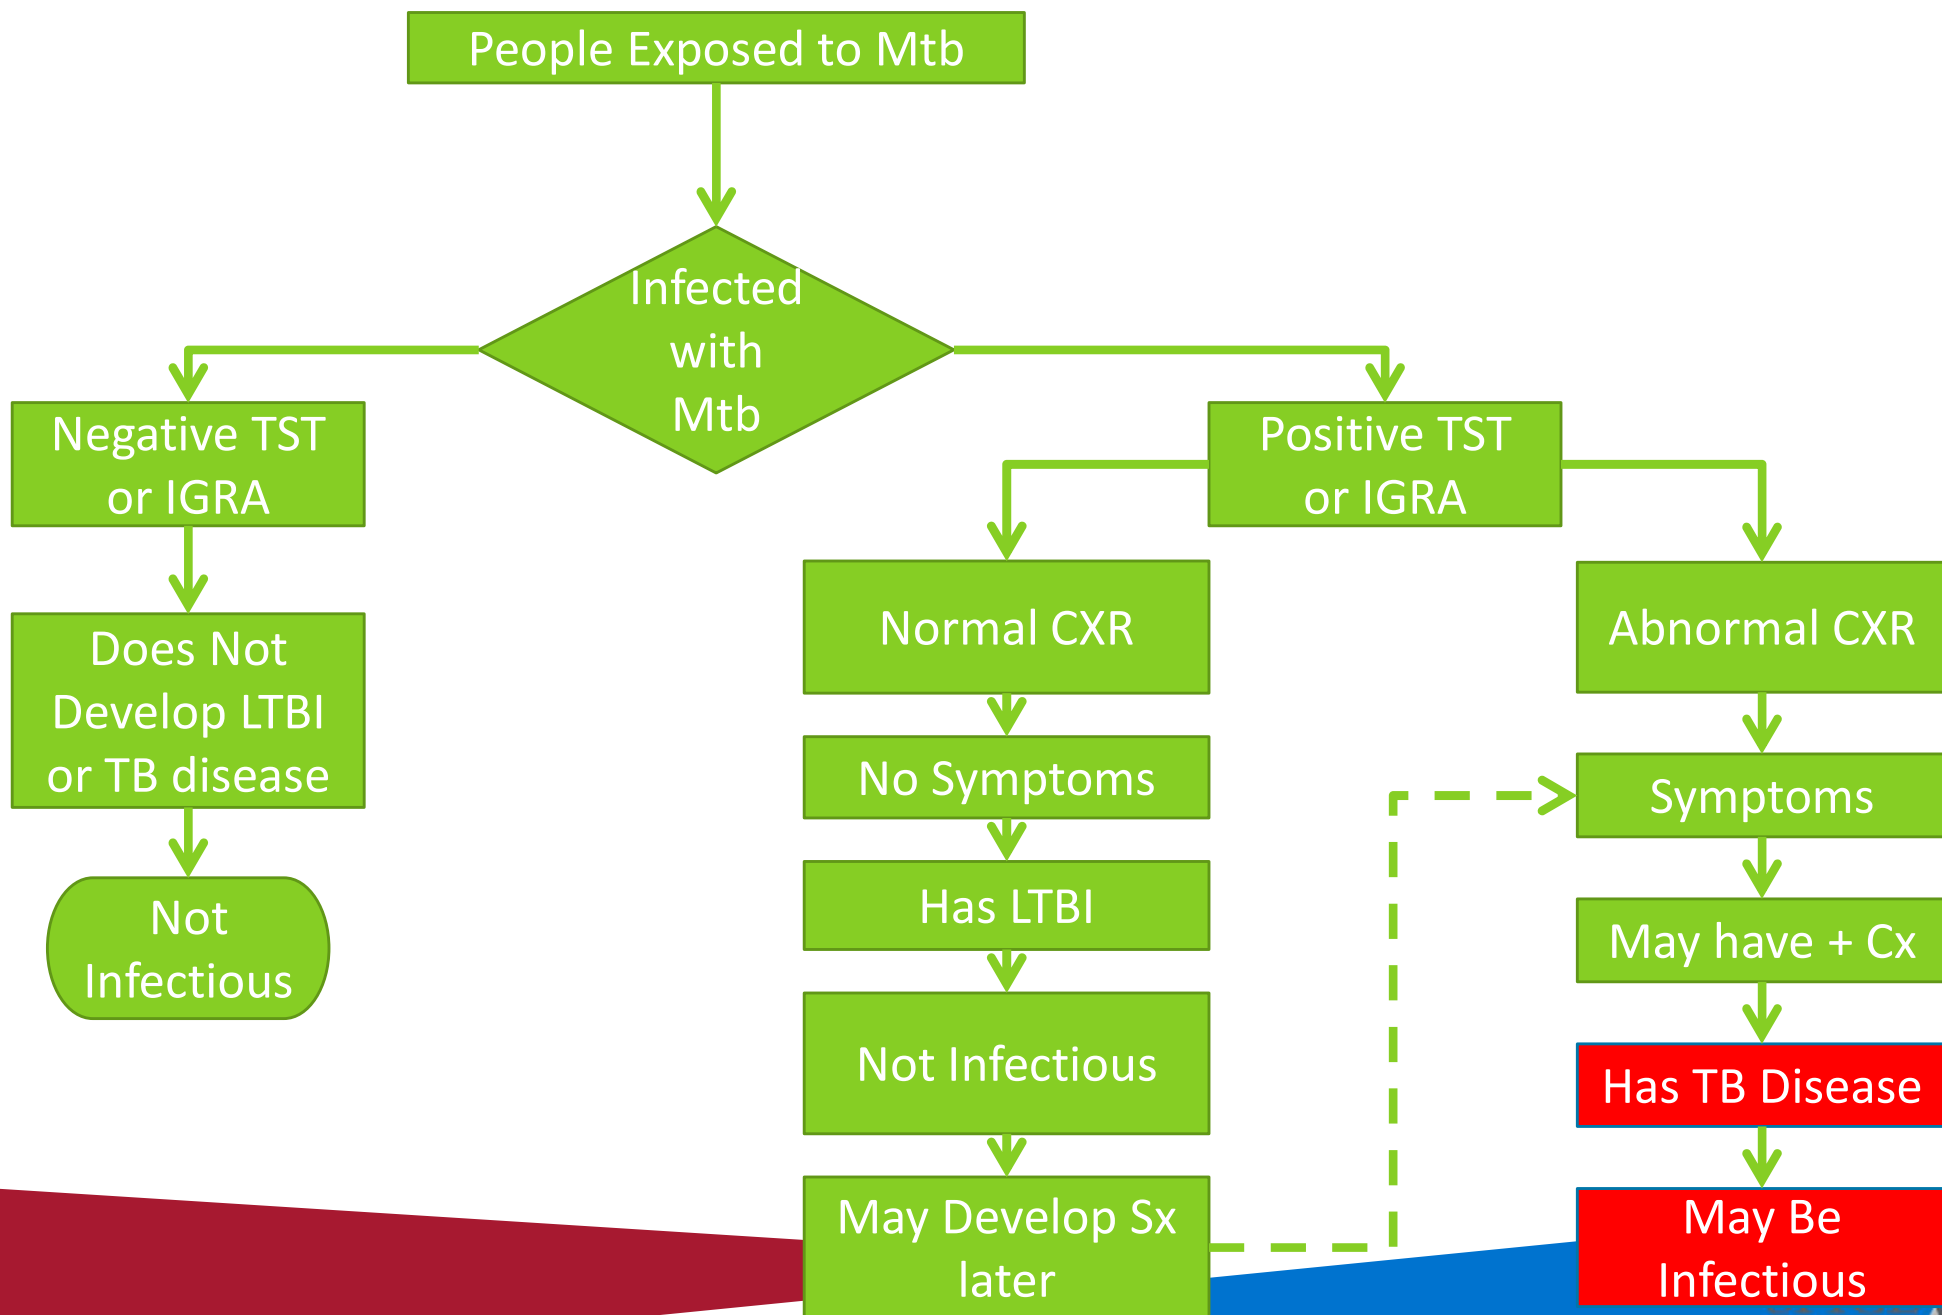 People Exposed to Mtb
Infected
with
Mtb
Negative TST
or IGRA
Does Not
Develop LTBI
or TB disease
Not
Infectious
Positive TST
or IGRA
Normal CXR
No Symptoms
Has LTBI
Not Infectious
May Develop Sx
later
Abnormal CXR
Symptoms
May have + Cx
Has TB Disease
May Be
Infectious